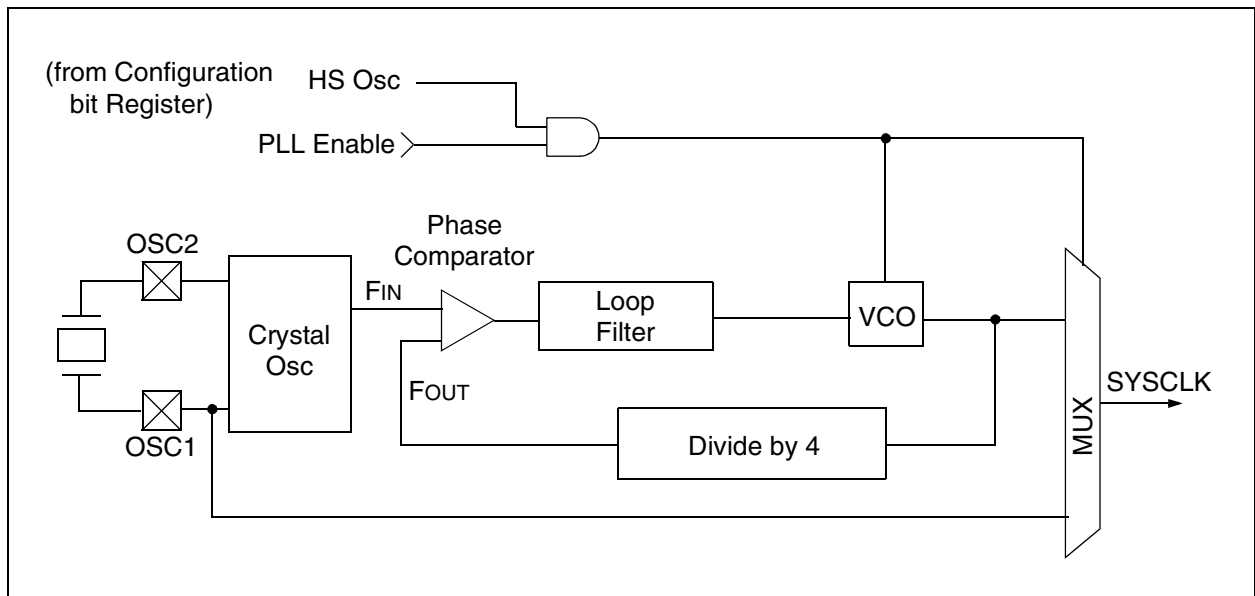 (from Configuration
bit Register)
HS Osc
PLL Enable
Phase
Comparator
OSC2
FIN
Crystal
Osc
Loop
Filter
VCO
FOUT
OSC1
Divide by 4
MUX
SYSCLK